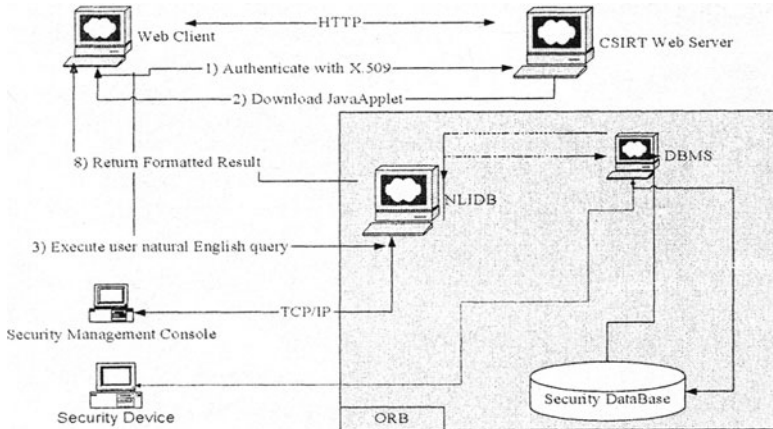 HTTP
Web Client
CSIRT Web Server
1) Authenticate with X.509
2) Download JavaApplet
8) Return Formatted Result
DBMS
NLIDB
3) Execute user natural English query
TCP/IP
Security Management Console
Security DataBase
Security Device
ORB